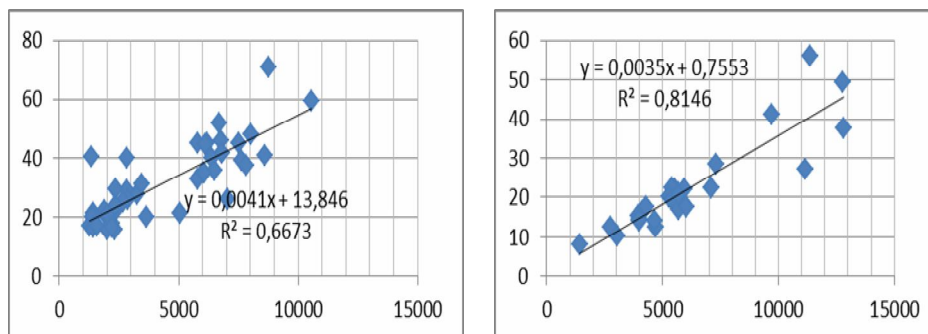 80
60
40
20
0
y = 0,0041x + 13,846
R² = 0,6673
0 5000 10000 15000
60
50
40
30
20
10
0
y = 0,0035x + 0,7553
R² = 0,8146
0 5000 10000 15000